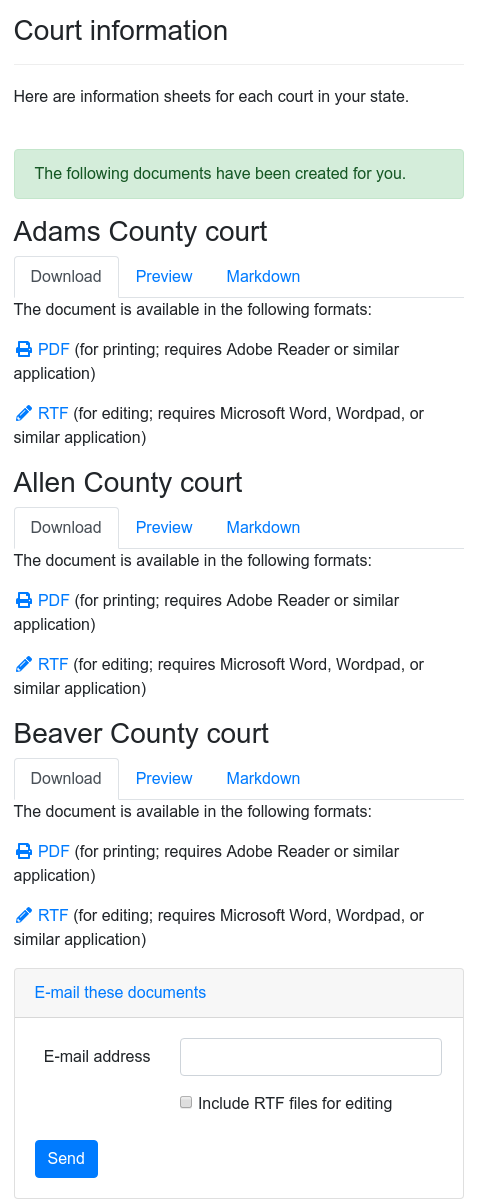 Court information
Here are information sheets for each court in your state.
The following documents have been created for you.
Adams County court
Download Preview Markdown
The document is available in the following formats:
PDF (for printing; requires Adobe Reader or similar
application)
RTF (for editing; requires Microsoft Word, Wordpad, or
similar application)
Allen County court
Download Preview Markdown
The document is available in the following formats:
PDF (for printing; requires Adobe Reader or similar
application)
RTF (for editing; requires Microsoft Word, Wordpad, or
similar application)
Beaver County court
Download Preview Markdown
The document is available in the following formats:
PDF (for printing; requires Adobe Reader or similar
application)
RTF (for editing; requires Microsoft Word, Wordpad, or
similar application)
E-mail these documents
E-mail address
Include RTF files for editing
Send